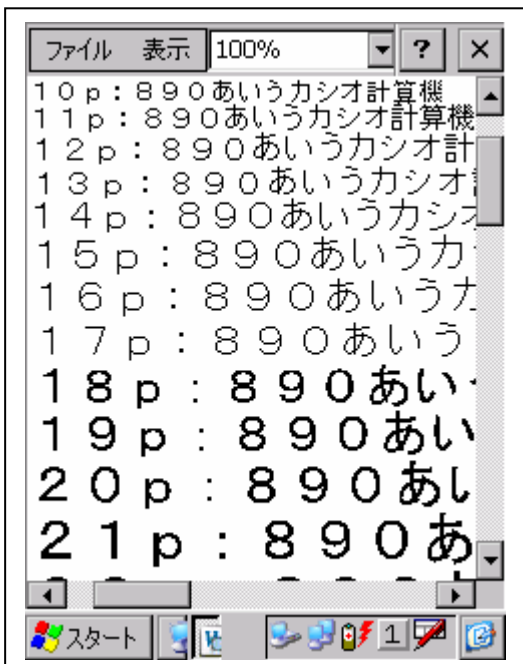 ファイル 表示 100% ? ×
10p:890あいうカシオ計算機
11p:890あいうカシオ計算機
12p:890あいうカシオ計
13p:890あいうカシオ
14p:890あいうカシオ
15p:890あいうカ
16p:890あいうカ
17p:890あいう
18p:890あい
19p:890あい
20p:890あい
21p:890あ
スタート 1